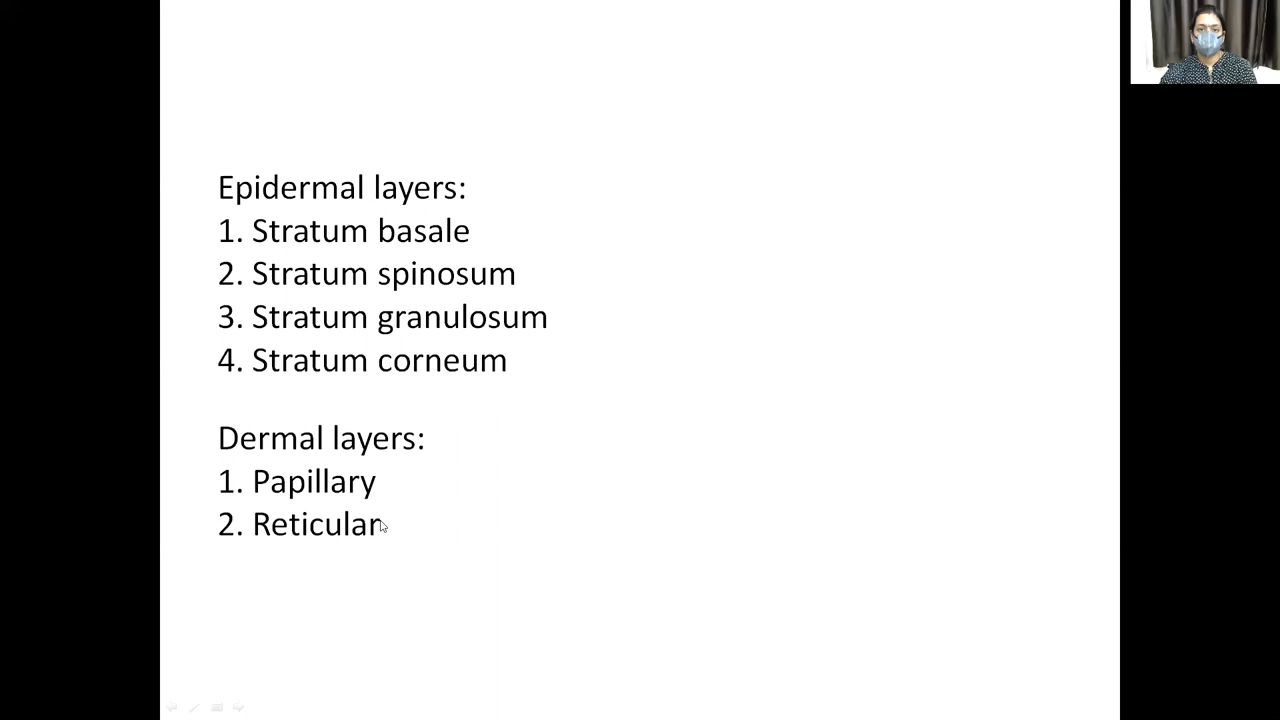 Epidermal layers:
1. Stratum basale
2. Stratum spinosum
3. Stratum granulosum
4. Stratum corneum
Dermal layers:
1. Papillary
2. Reticular